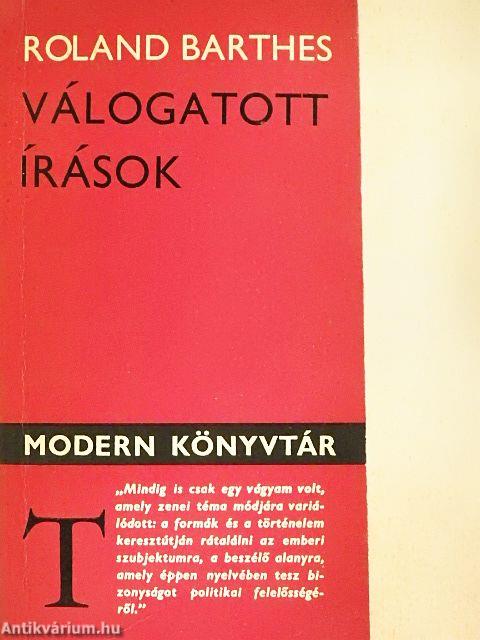 ROLAND BARTHES
VÁLOGATOTT
ÍRÁSOK
MODERN KÖNYVTÁR
T
„Mindig is csak egy vágyam volt,
amely zenei téma módjára variá-
lódott: a formák és a történelem
keresztútján rátalálni az emberi
szubjektumra, a beszélő alanyra,
amely éppen nyelvében tesz bi-
zonyságot politikai felelősségé-
ről.”
Antikvárium.hu